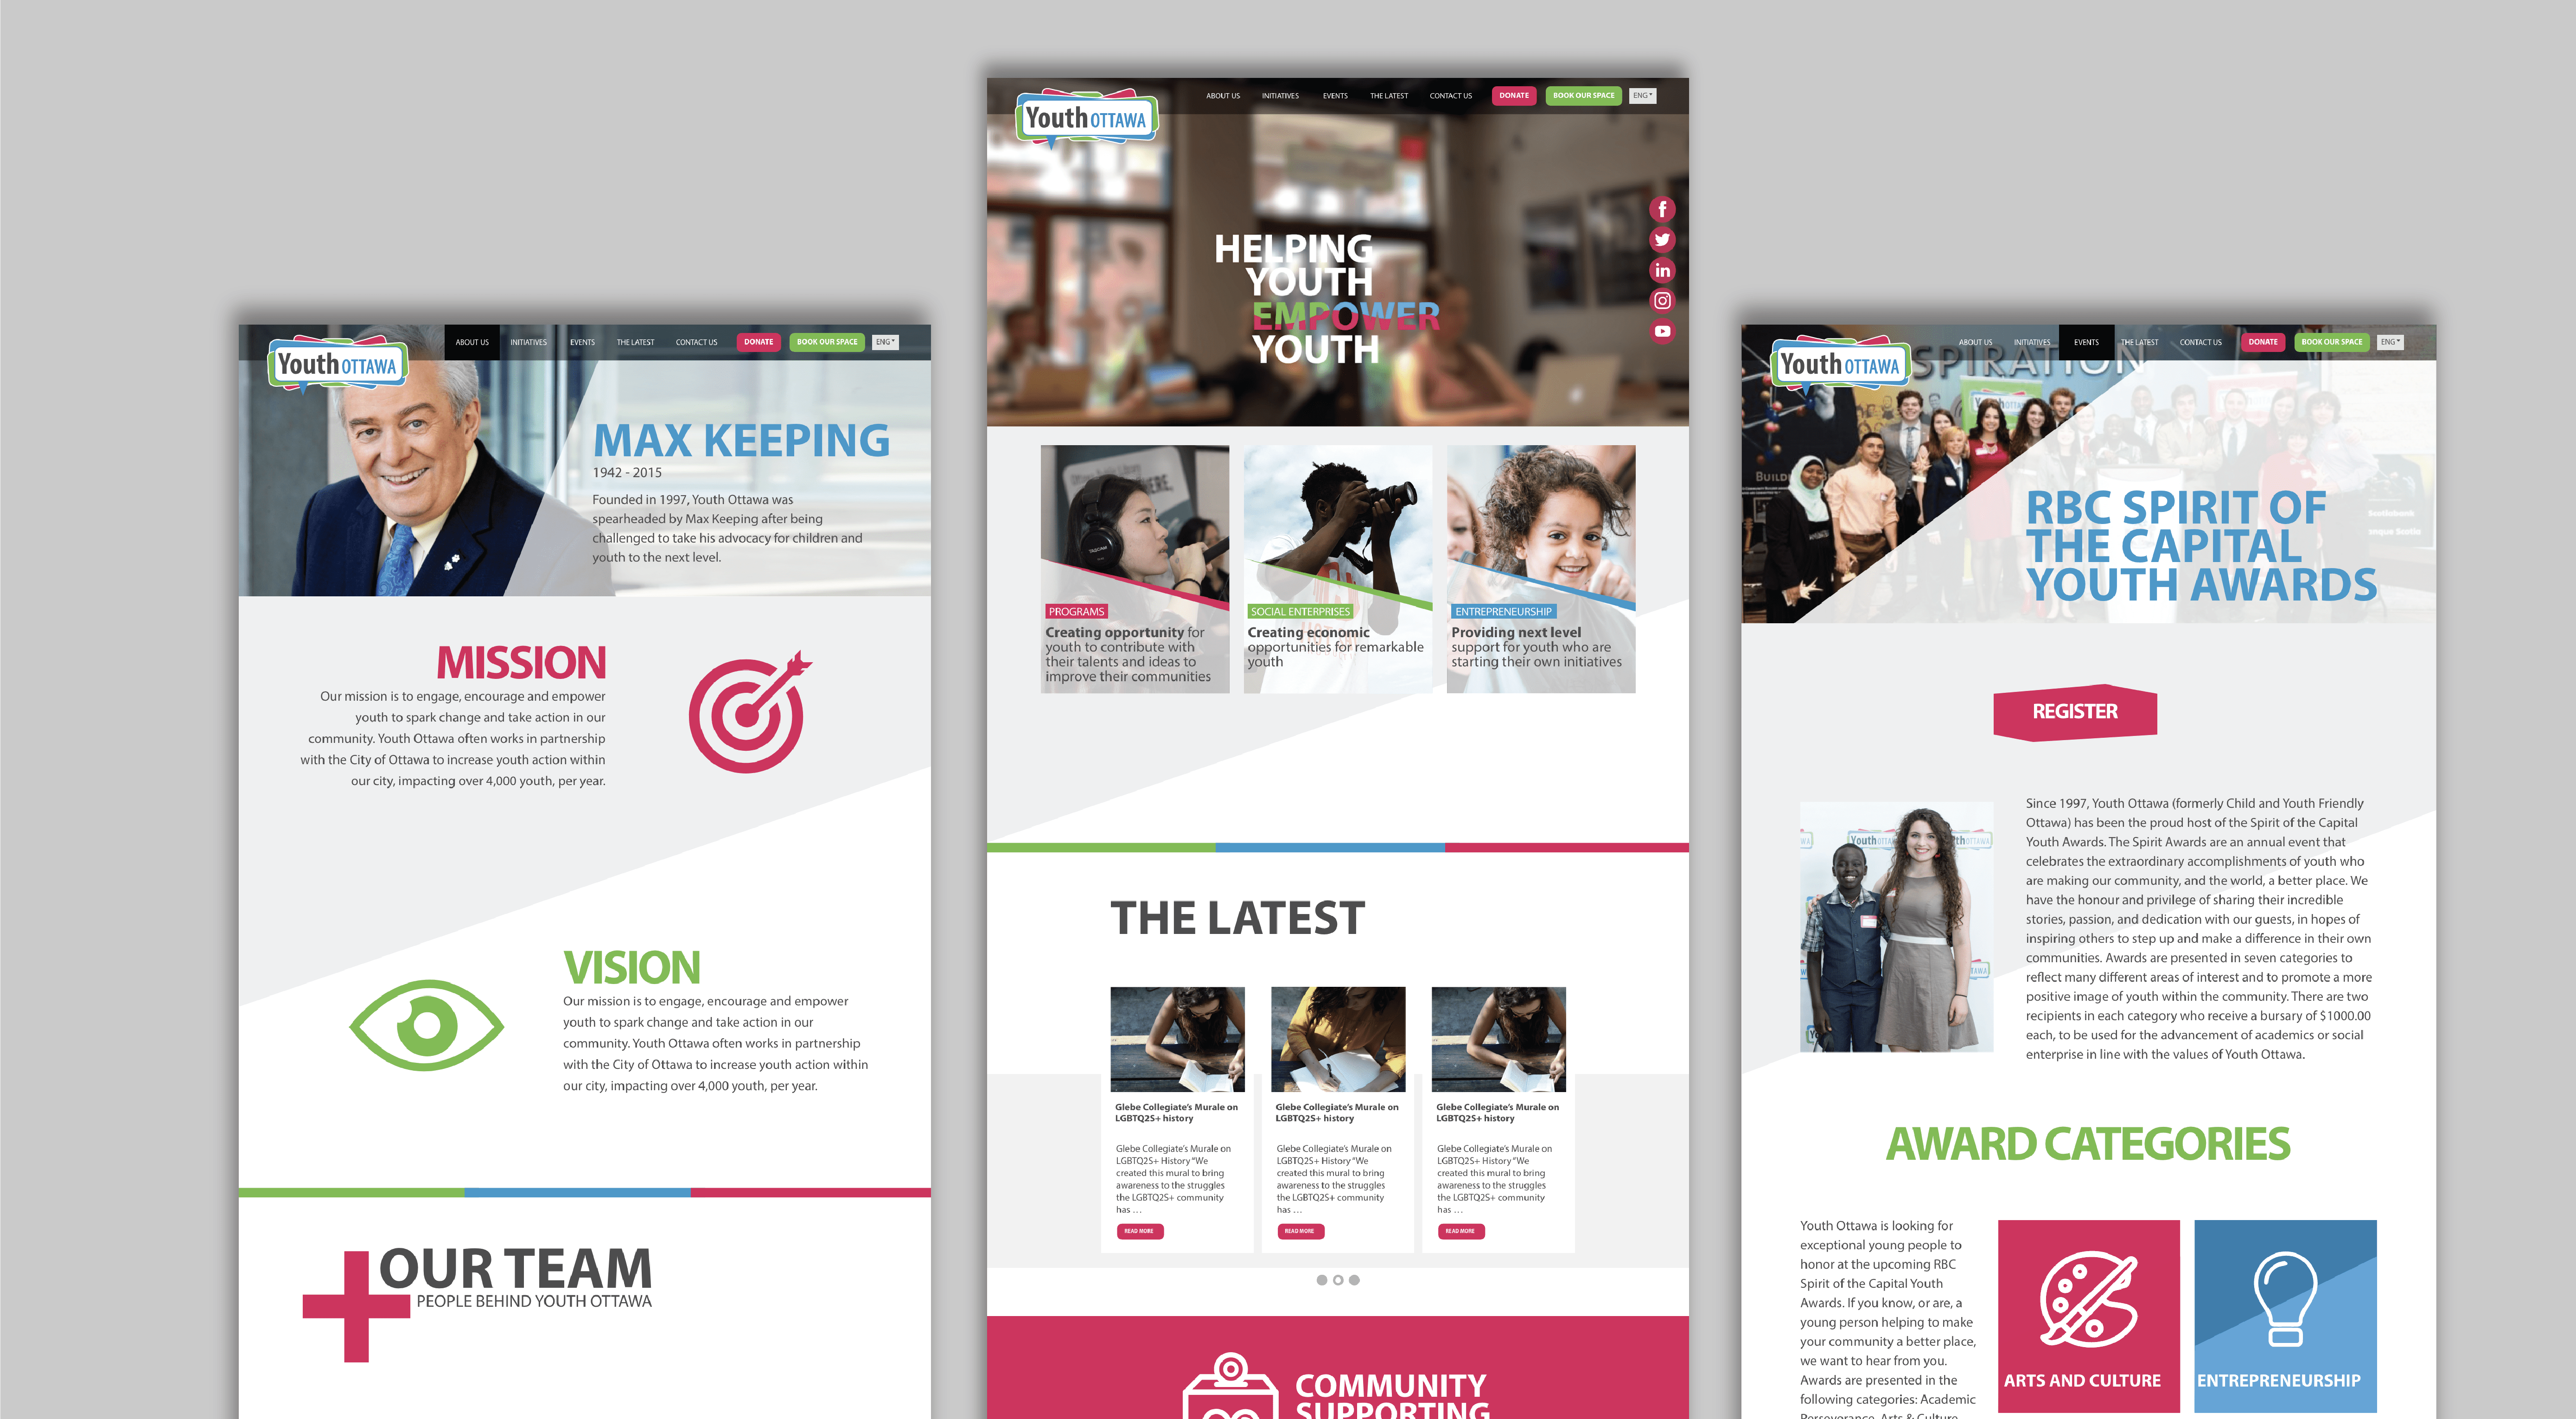 Youth OTTAWA
ABOUT US
INITIATIVES
EVENTS
THE LATEST
CONTACT US
DONATE
BOOK OUR SPACE
ENG
MAX KEEPING
1942 - 2015
Founded in 1997, Youth Ottawa was
spearheaded by Max Keeping after being
challenged to take his advocacy for children and
youth to the next level.
MISSION
Our mission is to engage, encourage and empower
youth to spark change and take action in our
community. Youth Ottawa often works in partnership
with the City of Ottawa to increase youth action within
our city, impacting over 4,000 youth, per year.
VISION
Our mission is to engage, encourage and empower
youth to spark change and take action in our
community. Youth Ottawa often works in partnership
with the City of Ottawa to increase youth action within
our city, impacting over 4,000 youth, per year.
OUR TEAM
PEOPLE BEHIND YOUTH OTTAWA
Youth OTTAWA
ABOUT US
INITIATIVES
EVENTS
THE LATEST
CONTACT US
DONATE
BOOK OUR SPACE
ENG
HELPING
YOUTH
EMPOWER
YOUTH
PROGRAMS
Creating opportunity for
youth to contribute with
their talents and ideas to
improve their communities
SOCIAL ENTERPRISES
Creating economic
opportunities for remarkable
youth
ENTREPRENEURSHIP
Providing next level
support for youth who are
starting their own initiatives
THE LATEST
Glebe Collegiate's Murale on
LGBTQ2S+ history
Glebe Collegiate's Murale on
LGBTQ2S+ History "We
created this mural to bring
awareness to the struggles
the LGBTQ2S+ community
has ...
READ MORE
Glebe Collegiate's Murale on
LGBTQ2S+ history
Glebe Collegiate's Murale on
LGBTQ2S+ History "We
created this mural to bring
awareness to the struggles
the LGBTQ2S+ community
has ...
READ MORE
Glebe Collegiate's Murale on
LGBTQ2S+ history
Glebe Collegiate's Murale on
LGBTQ2S+ History "We
created this mural to bring
awareness to the struggles
the LGBTQ2S+ community
has ...
READ MORE
COMMUNITY
SUPPORTING
Youth OTTAWA
ABOUT US
INITIATIVES
EVENTS
THE LATEST
CONTACT US
DONATE
BOOK OUR SPACE
ENG
SPIRATION
RBC SPIRIT OF
THE CAPITAL
YOUTH AWARDS
REGISTER
Since 1997, Youth Ottawa (formerly Child and Youth Friendly
Ottawa) has been the proud host of the Spirit of the Capital
Youth Awards. The Spirit Awards are an annual event that
celebrates the extraordinary accomplishments of youth who
are making our community, and the world, a better place. We
have the honour and privilege of sharing their incredible
stories, passion, and dedication with our guests, in hopes of
inspiring others to step up and make a difference in their own
communities. Awards are presented in seven categories to
reflect many different areas of interest and to promote a more
positive image of youth within the community. There are two
recipients in each category who receive a bursary of $1000.00
each, to be used for the advancement of academics or social
enterprise in line with the values of Youth Ottawa.
AWARD CATEGORIES
Youth Ottawa is looking for
exceptional young people to
honor at the upcoming RBC
Spirit of the Capital Youth
Awards. If you know, or are, a
young person helping to make
your community a better place,
we want to hear from you.
Awards are presented in the
following categories: Academic
Perseverance, Arts & Culture
ARTS AND CULTURE
ENTREPRENEURSHIP